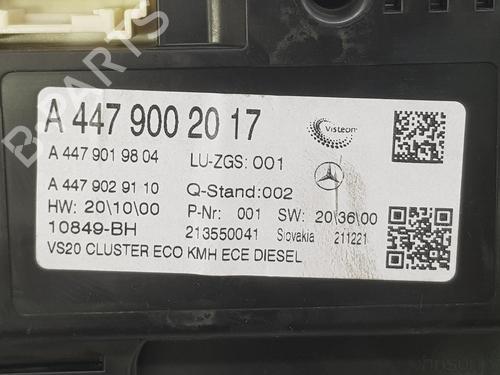 A 447 900 20 17
Visteon
A 447 901 98 04
LU-ZGS: 001
A 447 902 91 10
Q-Stand:002
HW: 20\10\00
P-Nr: 001
SW: 20\36\00
10849-BH
213550041
Slovakia
211221
VS20 CLUSTER ECO KMH ECE DIESEL
B-PARTS